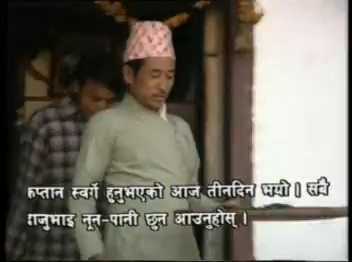 कप्तान स्वर्गे हुनुभएको आज तीनदिन भयो । सबै
दाजुभाइ नून-पानी छुन आउनुहोस् ।